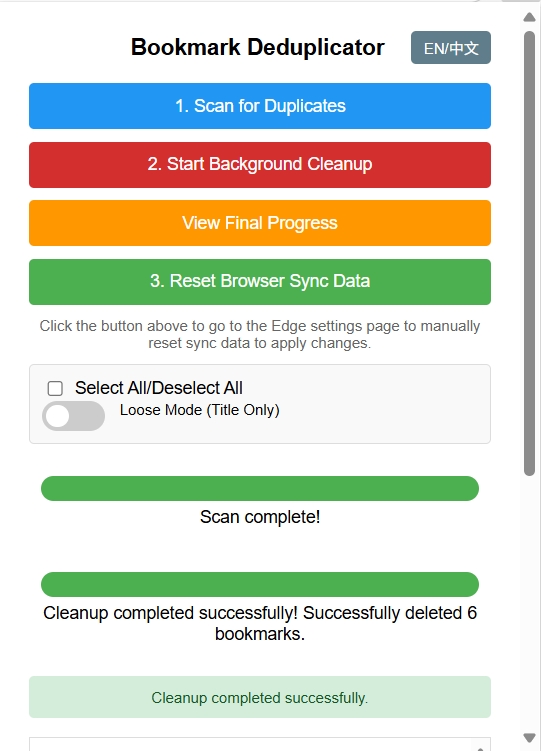 Bookmark Deduplicator
EN/中文
1. Scan for Duplicates
2. Start Background Cleanup
View Final Progress
3. Reset Browser Sync Data
Click the button above to go to the Edge settings page to manually
reset sync data to apply changes.
Select All/Deselect All
Loose Mode (Title Only)
Scan complete!
Cleanup completed successfully! Successfully deleted 6
bookmarks.
Cleanup completed successfully.